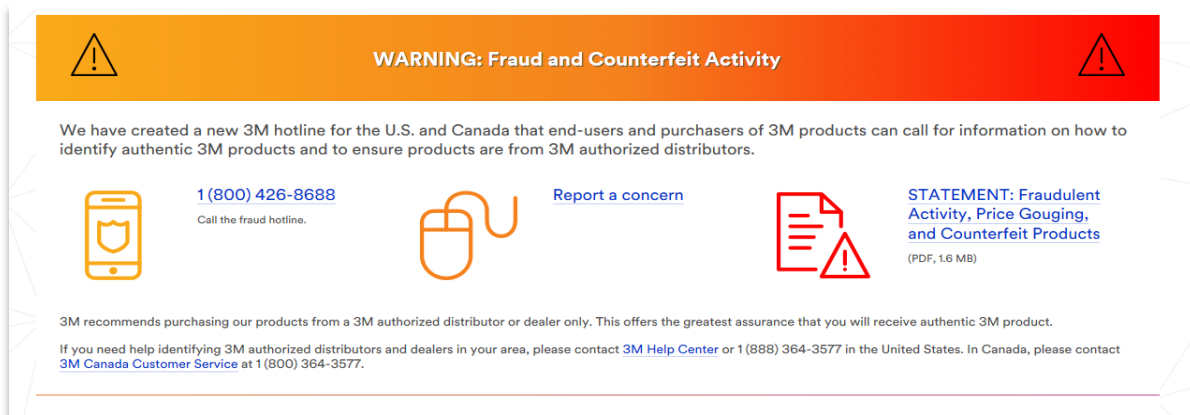 WARNING: Fraud and Counterfeit Activity
We have created a new 3M hotline for the U.S. and Canada that end-users and purchasers of 3M products can call for information on how to
identify authentic 3M products and to ensure products are from 3M authorized distributors.
1 (800) 426-8688
Call the fraud hotline.
Report a concern
STATEMENT: Fraudulent
Activity, Price Gouging,
and Counterfeit Products
(PDF, 1.6 MB)
3M recommends purchasing our products from a 3M authorized distributor or dealer only. This offers the greatest assurance that you will receive authentic 3M product.
If you need help identifying 3M authorized distributors and dealers in your area, please contact 3M Help Center or 1 (888) 364-3577 in the United States. In Canada, please contact
3M Canada Customer Service at 1 (800) 364-3577.